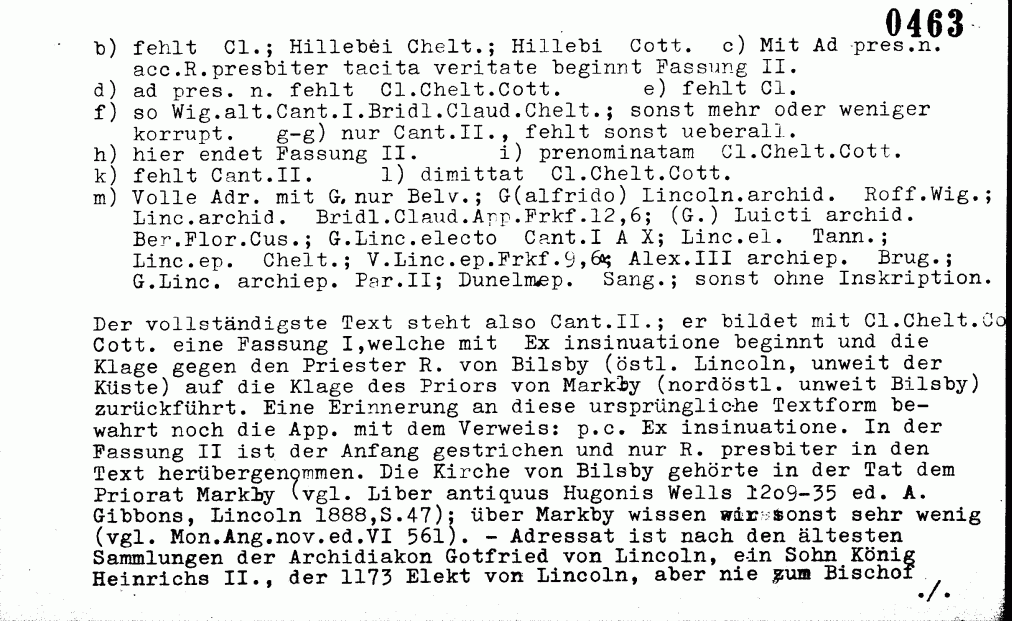 0463
b) fehlt Cl.; Hillebei Chelt.; Hillebi Cott. c) Mit Ad pres.n.
acc.R.presbiter tacita veritate beginnt Fassung II.
d) ad pres. n. fehlt Cl.Chelt.Cott. e) fehlt Cl.
f) so Wig.alt.Cant.I.Bridl.Claud.Chelt.; sonst mehr oder weniger
korrupt. g-g) nur Cant.II., fehlt sonst ueberall.
h) hier endet Fassung II. i) prenominatam Cl.Chelt.Cott.
k) fehlt Cant.II. l) dimittat Cl.Chelt.Cott.
m) Volle Adr. mit G. nur Belv.; G(alfrido) Lincoln.archid. Roff.Wig.;
Linc.archid. Bridl.Claud.App.Frkf.12,6; (G.) Luicti archid.
Ber.Flor.Cus.; G.Linc.electo Cant.I A X; Linc.el. Tann.;
Linc.ep. Chelt.; V.Linc.ep.Frkf.9,6; Alex.III archiep. Brug.;
G.Linc. archiep. Par.II; Dunelmep. Sang.; sonst ohne Inskription.
Der vollständigste Text steht also Cant.II.; er bildet mit Cl.Chelt.Co
Cott. eine Fassung I,welche mit Ex insinuatione beginnt und die
Klage gegen den Priester R. von Bilsby (östl. Lincoln, unweit der
Küste) auf die Klage des Priors von Markby (nordöstl. unweit Bilsby)
zurückführt. Eine Erinnerung an diese ursprüngliche Textform be-
wahrt noch die App. mit dem Verweis: p.c. Ex insinuatione. In der
Fassung II ist der Anfang gestrichen und nur R. presbiter in den
Text herübergenommen. Die Kirche von Bilsby gehörte in der Tat dem
Priorat Markby (vgl. Liber antiquus Hugonis Wells 12o9-35 ed. A.
Gibbons, Lincoln 1888,S.47); über Markby wissen wir sonst sehr wenig
(vgl. Mon.Ang.nov.ed.VI 561). - Adressat ist nach den ältesten
Sammlungen der Archidiakon Gotfried von Lincoln, ein Sohn König
Heinrichs II., der 1173 Elekt von Lincoln, aber nie zum Bischof
./.